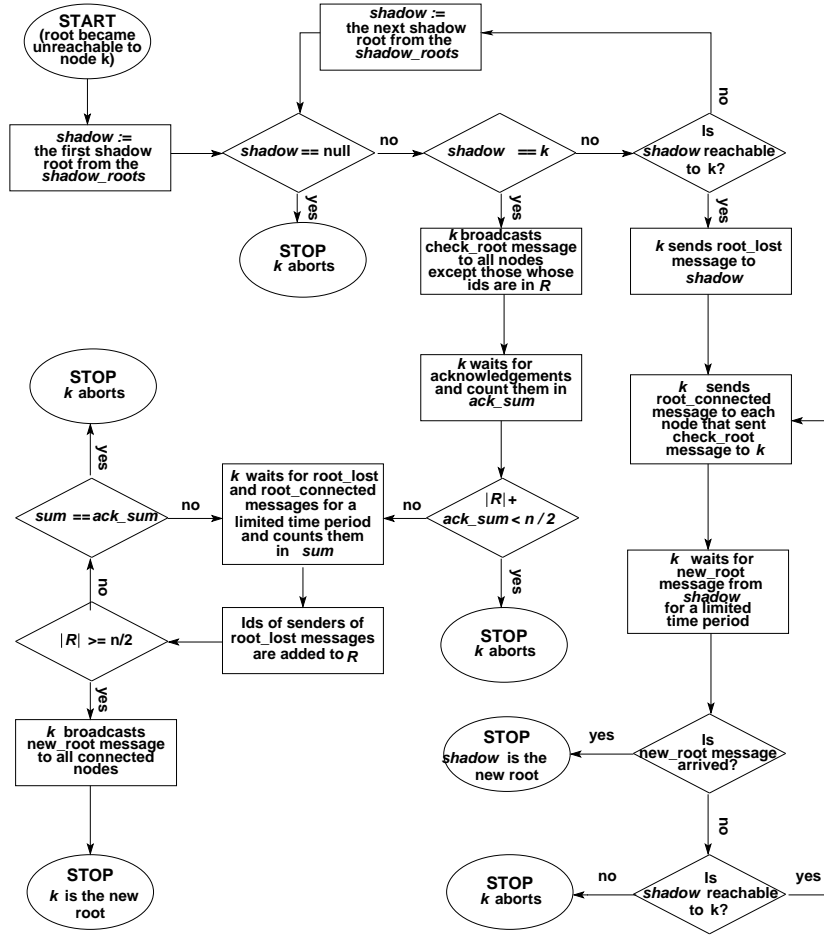 START
(root became
unreachable to
node k)
shadow :=
the next shadow
root from the
shadow_roots
shadow :=
the first shadow
root from the
shadow_roots
shadow == null
no
shadow == k
no
Is
shadow reachable
to k?
no
yes
yes
yes
STOP
k aborts
k broadcasts
check_root message
to all nodes
except those whose
ids are in R
k sends root_lost
message to
shadow
k waits for
acknowledgements
and count them in
ack_sum
k sends
root_connected
message to each
node that sent
check_root
message to k
STOP
k aborts
yes
sum == ack_sum
no
k waits for root_lost
and root_connected
messages for a
limited time period
and counts them
in sum
no
|R| +
ack_sum < n / 2
yes
STOP
k aborts
k waits for
new_root
message from
shadow
for a limited
time period
no
|R| >= n/2
Ids of senders of
root_lost messages
are added to R
yes
k broadcasts
new_root message
to all connected
nodes
STOP
k is the new
root
STOP
shadow is the
new root
yes
Is
new_root message
arrived?
no
STOP
k aborts
no
Is
shadow reachable
to k?
yes